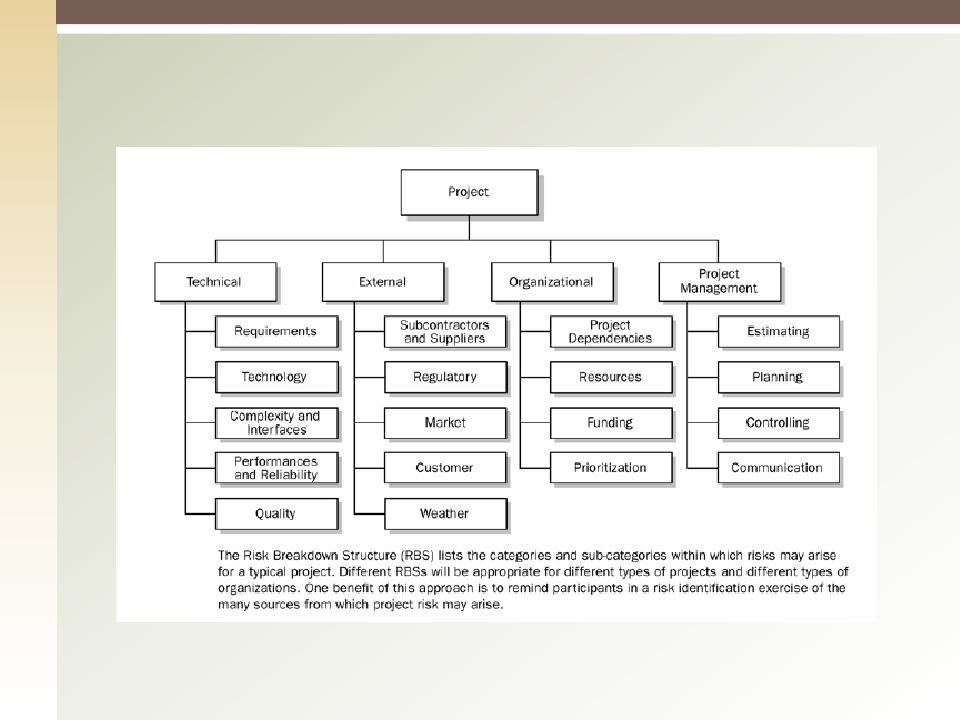 Project
Technical
External
Organizational
Project
Management
Requirements
Subcontractors
and Suppliers
Project
Dependencies
Estimating
Technology
Regulatory
Resources
Planning
Complexity and
Interfaces
Market
Funding
Controlling
Performances
and Reliability
Customer
Prioritization
Communication
Quality
Weather
The Risk Breakdown Structure (RBS) lists the categories and sub-categories within which risks may arise
for a typical project. Different RBSs will be appropriate for different types of projects and different types of
organizations. One benefit of this approach is to remind participants in a risk identification exercise of the
many sources from which project risk may arise.